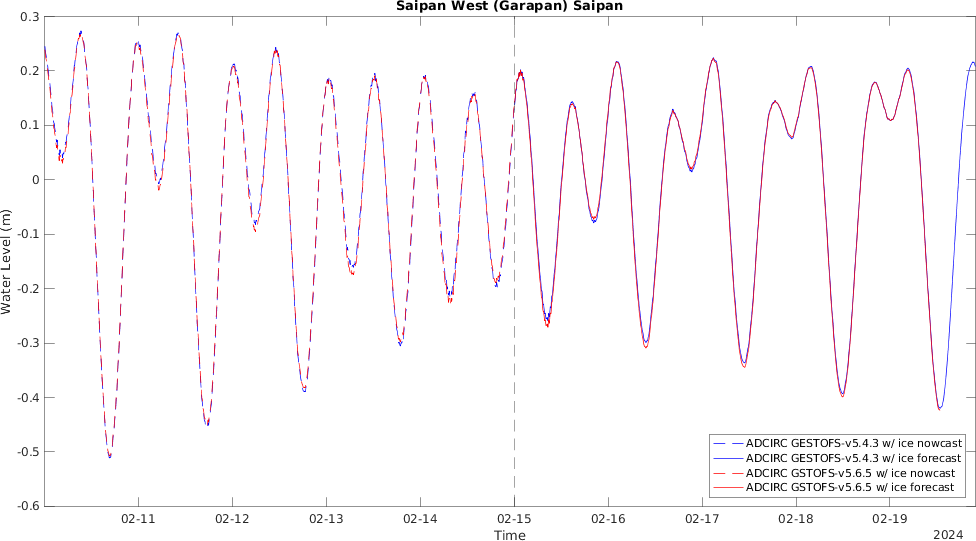 Saipan West (Garapan) Saipan
0.3
0.2
0.1
0
-0.1
-0.2
-0.3
-0.4
-0.5
-0.6
Water Level (m)
ADCIRC GESTOFS-v5.4.3 w/ ice nowcast
ADCIRC GESTOFS-v5.4.3 w/ ice forecast
ADCIRC GSTOFS-v5.6.5 w/ ice nowcast
ADCIRC GSTOFS-v5.6.5 w/ ice forecast
02-11 02-12 02-13 02-14 02-15 02-16 02-17 02-18 02-19
Time
2024